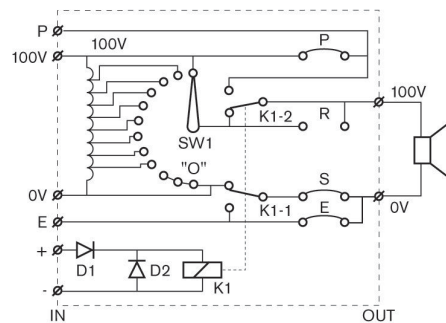 P
100V
100V
P
100V
SW1
K1-2
R
"O"
0V
K1-1
S
0V
E
E
+
D1
D2
K1
-
IN
OUT